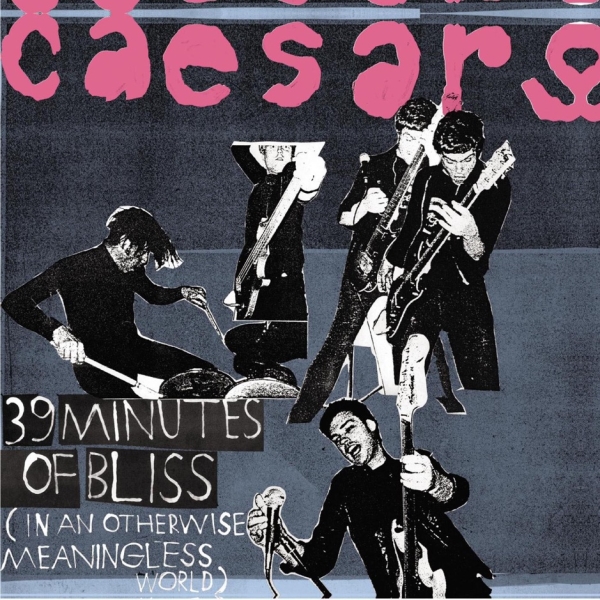 caesars
39 MINUTES
OF BLISS
(IN AN OTHERWISE
MEANINGLESS
WORLD)